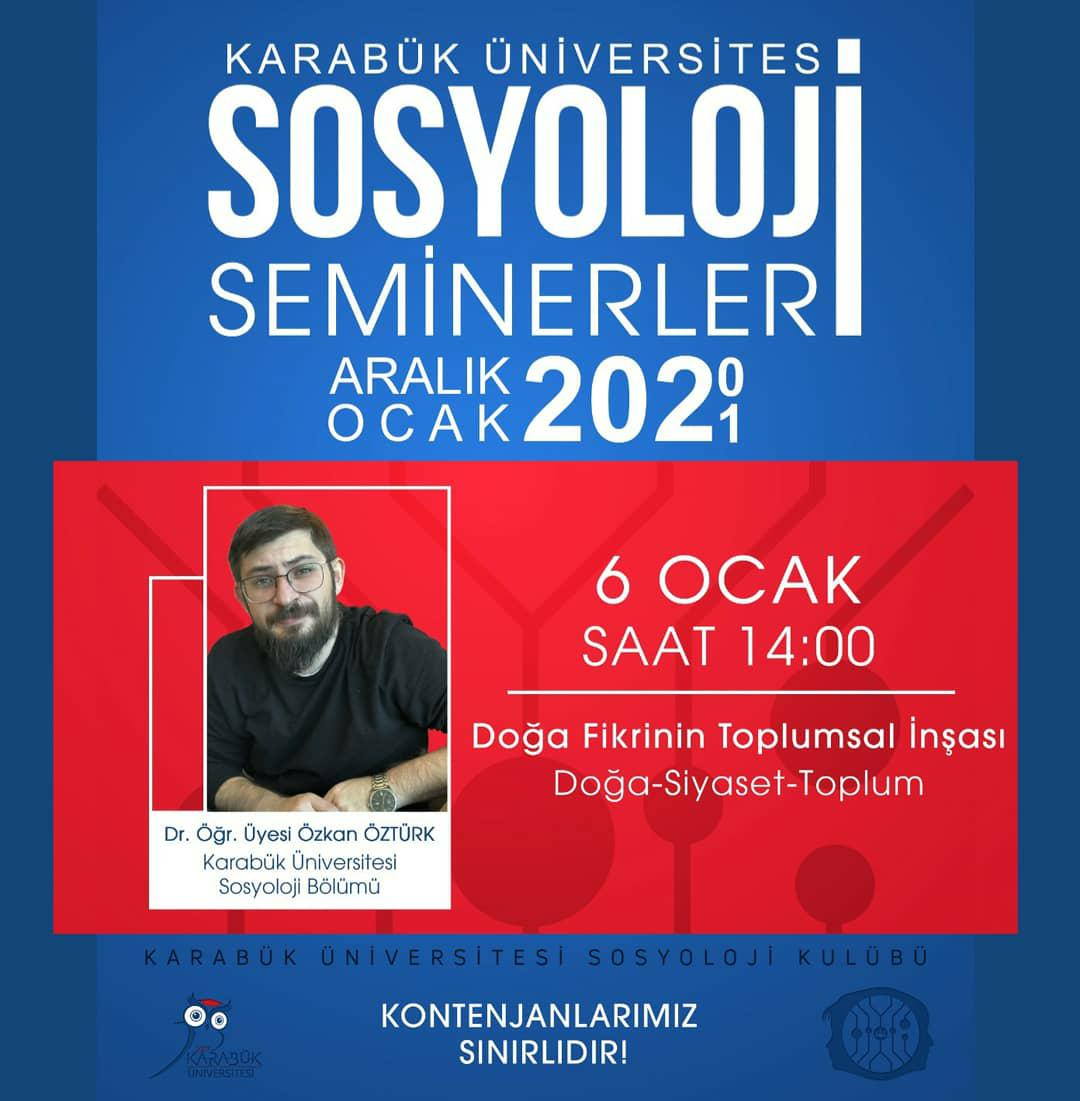 KARABÜK ÜNİVERSİTESİ
SOSYOLOJİ
SEMİNERLERİ
ARALIK 2020
OCAK 2021
6 OCAK
SAAT 14:00
Doğa Fikrinin Toplumsal İnşası
Doğa-Siyaset-Toplum
Dr. Öğr. Üyesi Özkan ÖZTÜRK
Karabük Üniversitesi
Sosyoloji Bölümü
KARABÜK ÜNİVERSİTESİ SOSYOLOJİ KULÜBÜ
KONTENJANLARIMIZ
SINIRLIDIR!
KARABÜK
ÜNİVERSİTESİ